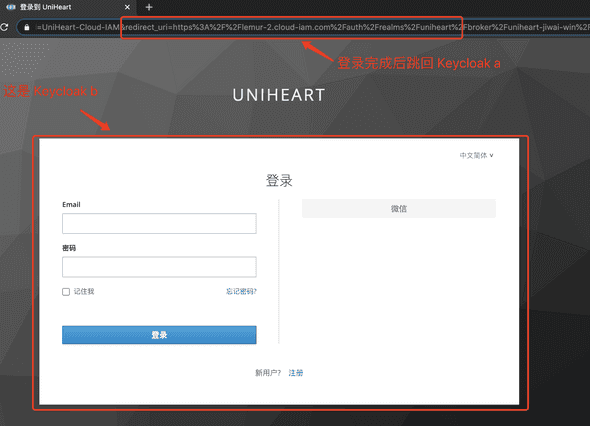 登录到 UniHeart
=UniHeart-Cloud-IAM&redirect_uri=https%3A%2F%2Flemur-2.cloud-iam.com%2Fauth%2Frealms%2Funiheart%2Fbroker%2Funiheart-jiwai-win%2F
登录完成后跳回 Keycloak a
这是 Keycloak b
UNIHEART
中文简体
登录
Email
微信
密码
记住我
忘记密码?
登录
新用户? 注册